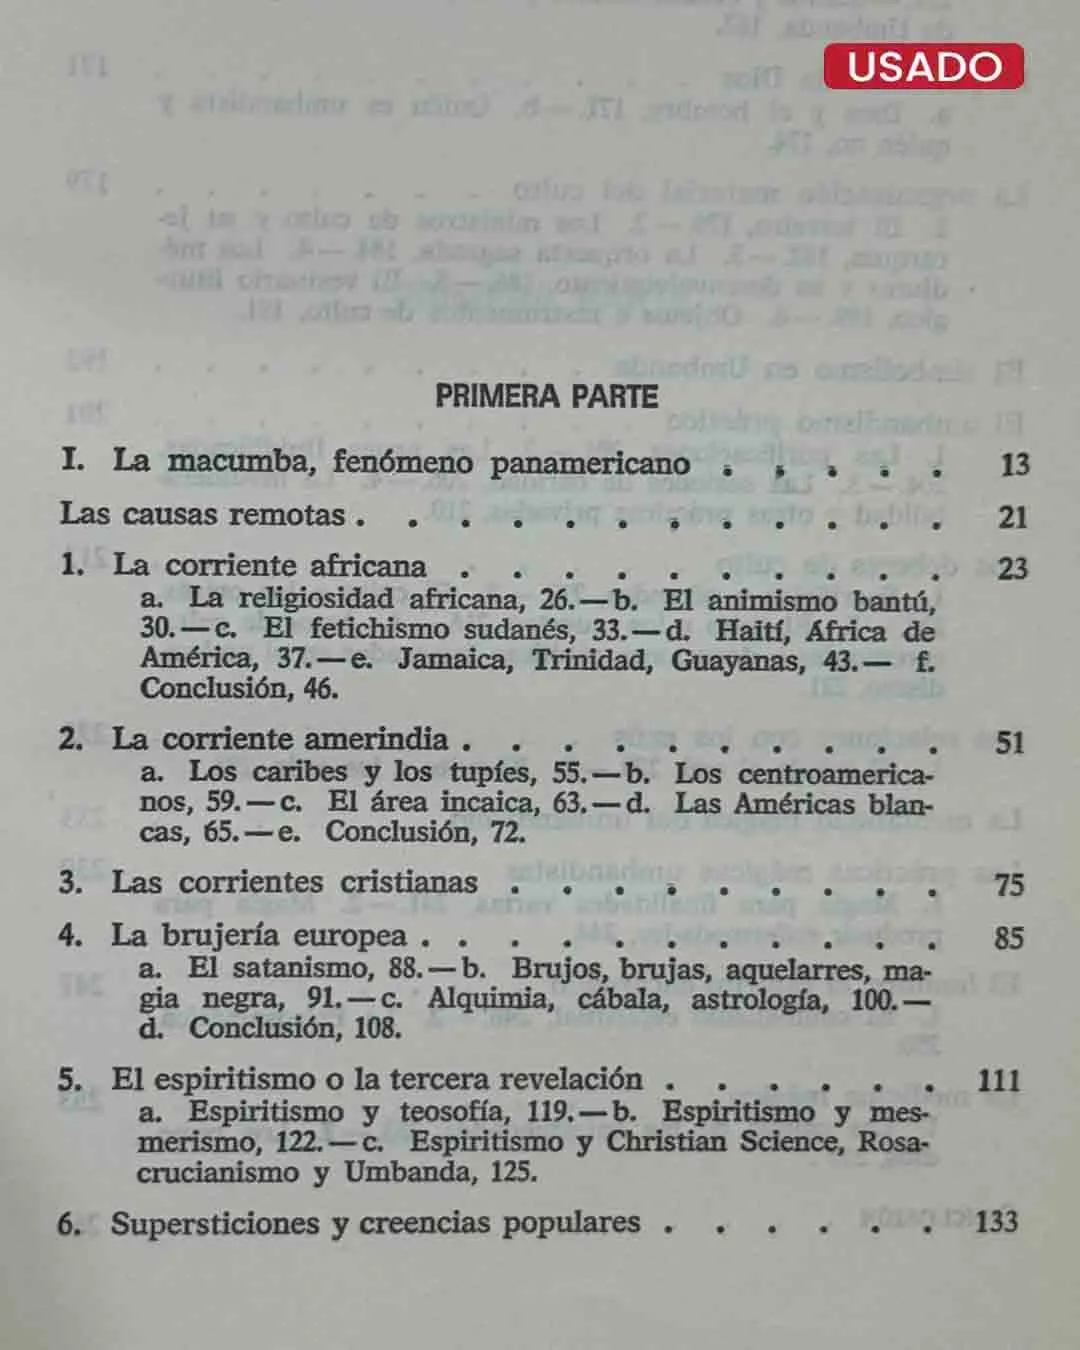 USADO
PRIMERA PARTE
I. La macumba, fenómeno panamericano . . . . . 13
Las causas remotas . . . . . . . . . . . . 21
1. La corriente africana . . . . . . . . . . 23
a. La religiosidad africana, 26.—b. El animismo bantú,
30.—c. El fetichismo sudanés, 33.—d. Haití, África de
América, 37.—e. Jamaica, Trinidad, Guayanas, 43.— f.
Conclusión, 46.
2. La corriente amerindia . . . . . . . . . . 51
a. Los caribes y los tupíes, 55.—b. Los centroamerica-
nos, 59.—c. El área incaica, 63.—d. Las Américas blan-
cas, 65.—e. Conclusión, 72.
3. Las corrientes cristianas . . . . . . . . . 75
4. La brujería europea . . . . . . . . . . . 85
a. El satanismo, 88.—b. Brujos, brujas, aquelarres, ma-
gia negra, 91.—c. Alquimia, cábala, astrología, 100.—
d. Conclusión, 108.
5. El espiritismo o la tercera revelación . . . . . . 111
a. Espiritismo y teosofía, 119.—b. Espiritismo y mes-
merismo, 122.—c. Espiritismo y Christian Science, Rosa-
crucianismo y Umbanda, 125.
6. Supersticiones y creencias populares . . . . . . 133